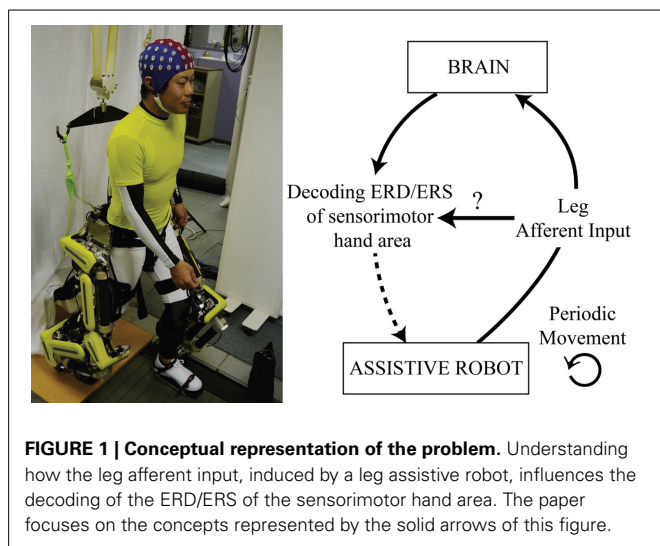 BRAIN
Decoding ERD/ERS
of sensorimotor
hand area
?
Leg
Afferent Input
Periodic
Movement
ASSISTIVE ROBOT
FIGURE 1 | Conceptual representation of the problem. Understanding
how the leg afferent input, induced by a leg assistive robot, influences the
decoding of the ERD/ERS of the sensorimotor hand area. The paper
focuses on the concepts represented by the solid arrows of this figure.